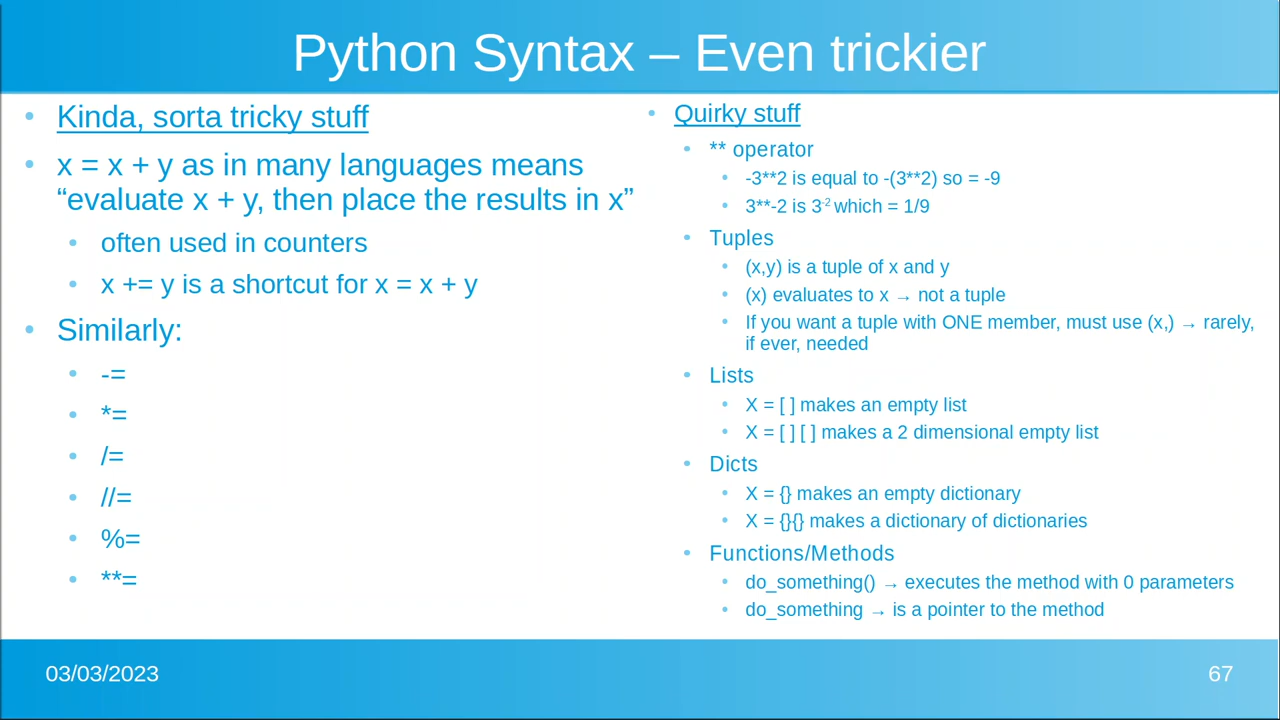 Python Syntax – Even trickier
Kinda, sorta tricky stuff
x = x + y as in many languages means
“evaluate x + y, then place the results in x”
often used in counters
x += y is a shortcut for x = x + y
Similarly:
-=
*=
/=
//=
%=
**=
Quirky stuff
** operator
-3**2 is equal to -(3**2) so = -9
3**-2 is 3⁻² which = 1/9
Tuples
(x,y) is a tuple of x and y
(x) evaluates to x → not a tuple
If you want a tuple with ONE member, must use (x,) → rarely,
if ever, needed
Lists
X = [ ] makes an empty list
X = [ ] [ ] makes a 2 dimensional empty list
Dicts
X = {} makes an empty dictionary
X = {}{} makes a dictionary of dictionaries
Functions/Methods
do_something() → executes the method with 0 parameters
do_something → is a pointer to the method
03/03/2023
67